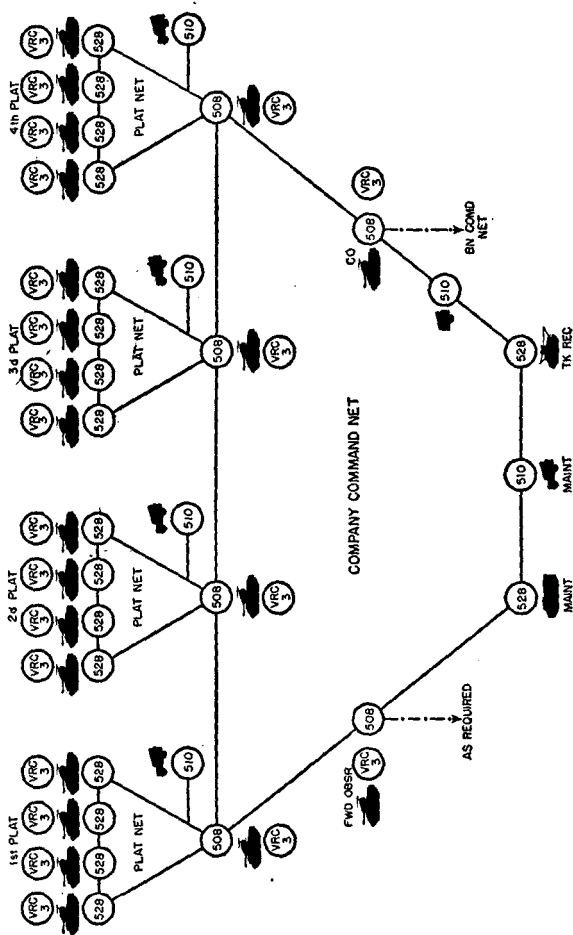 1st PLAT
VRC
3
VRC
3
VRC
3
VRC
3
528
528
528
528
PLAT NET
510
508
VRC
3
2d PLAT
VRC
3
VRC
3
VRC
3
VRC
3
528
528
528
528
PLAT NET
510
508
VRC
3
3d PLAT
VRC
3
VRC
3
VRC
3
VRC
3
528
528
528
528
PLAT NET
510
508
VRC
3
4th PLAT
VRC
3
VRC
3
VRC
3
VRC
3
528
528
528
528
PLAT NET
510
508
VRC
3
COMPANY COMMAND NET
FWD OBSR
VRC
3
508
AS REQUIRED
CO
508
VRC
3
BN COMD
NET
510
528
MAINT
510
MAINT
528
TK REC